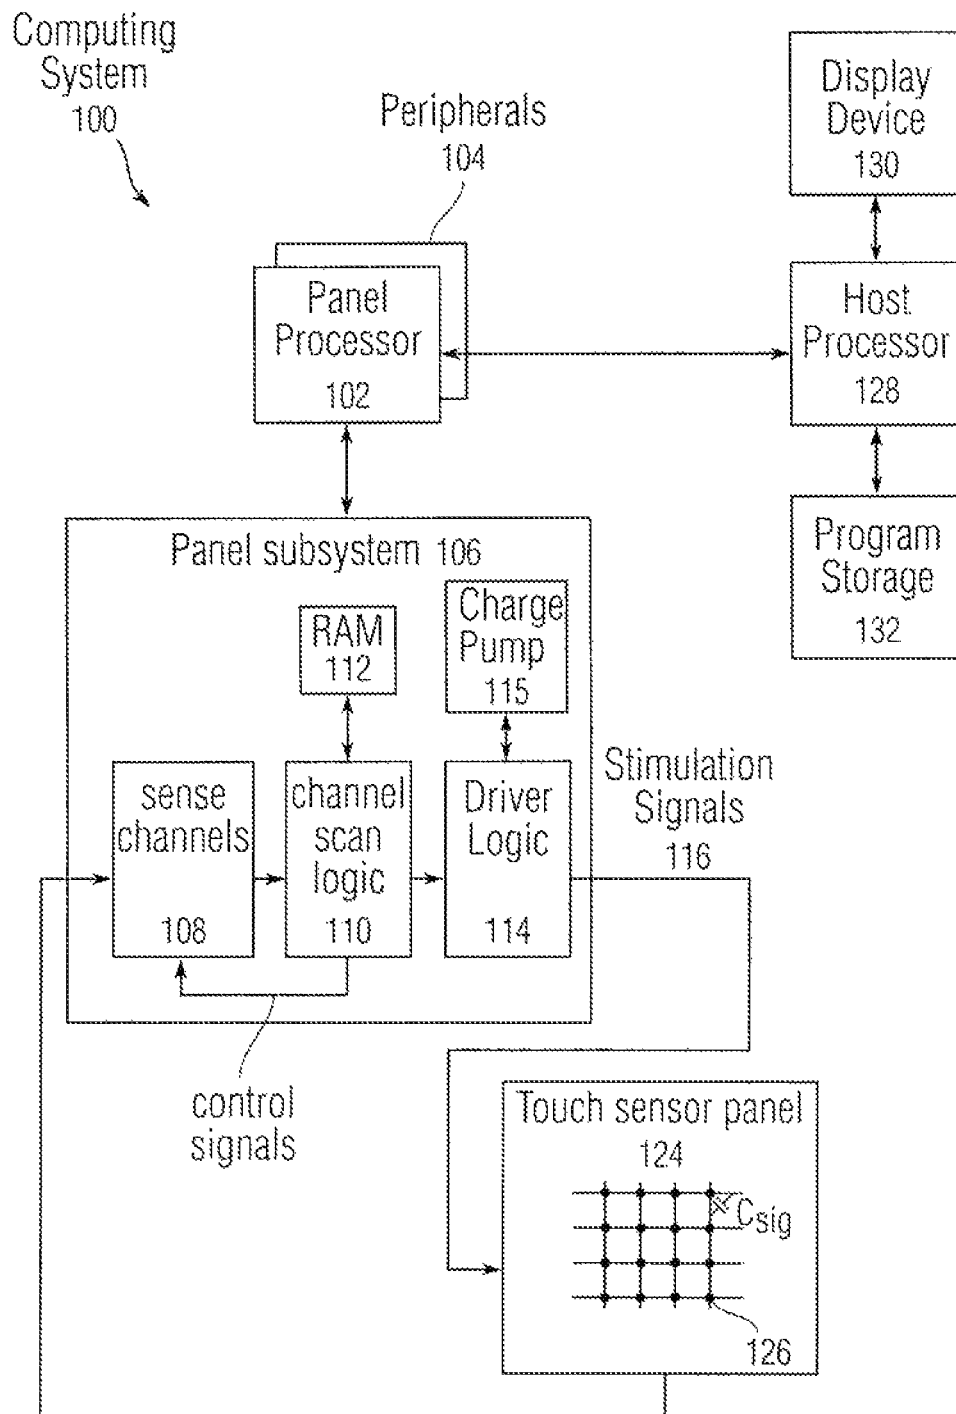 Computing
System
100
Peripherals
104
Display
Device
130
Panel
Processor
102
Host
Processor
128
Program
Storage
132
Panel subsystem 106
RAM
112
Charge
Pump
115
sense
channels
108
channel
scan
logic
110
Driver
Logic
114
Stimulation
Signals
116
control
signals
Touch sensor panel
124
Csig
126